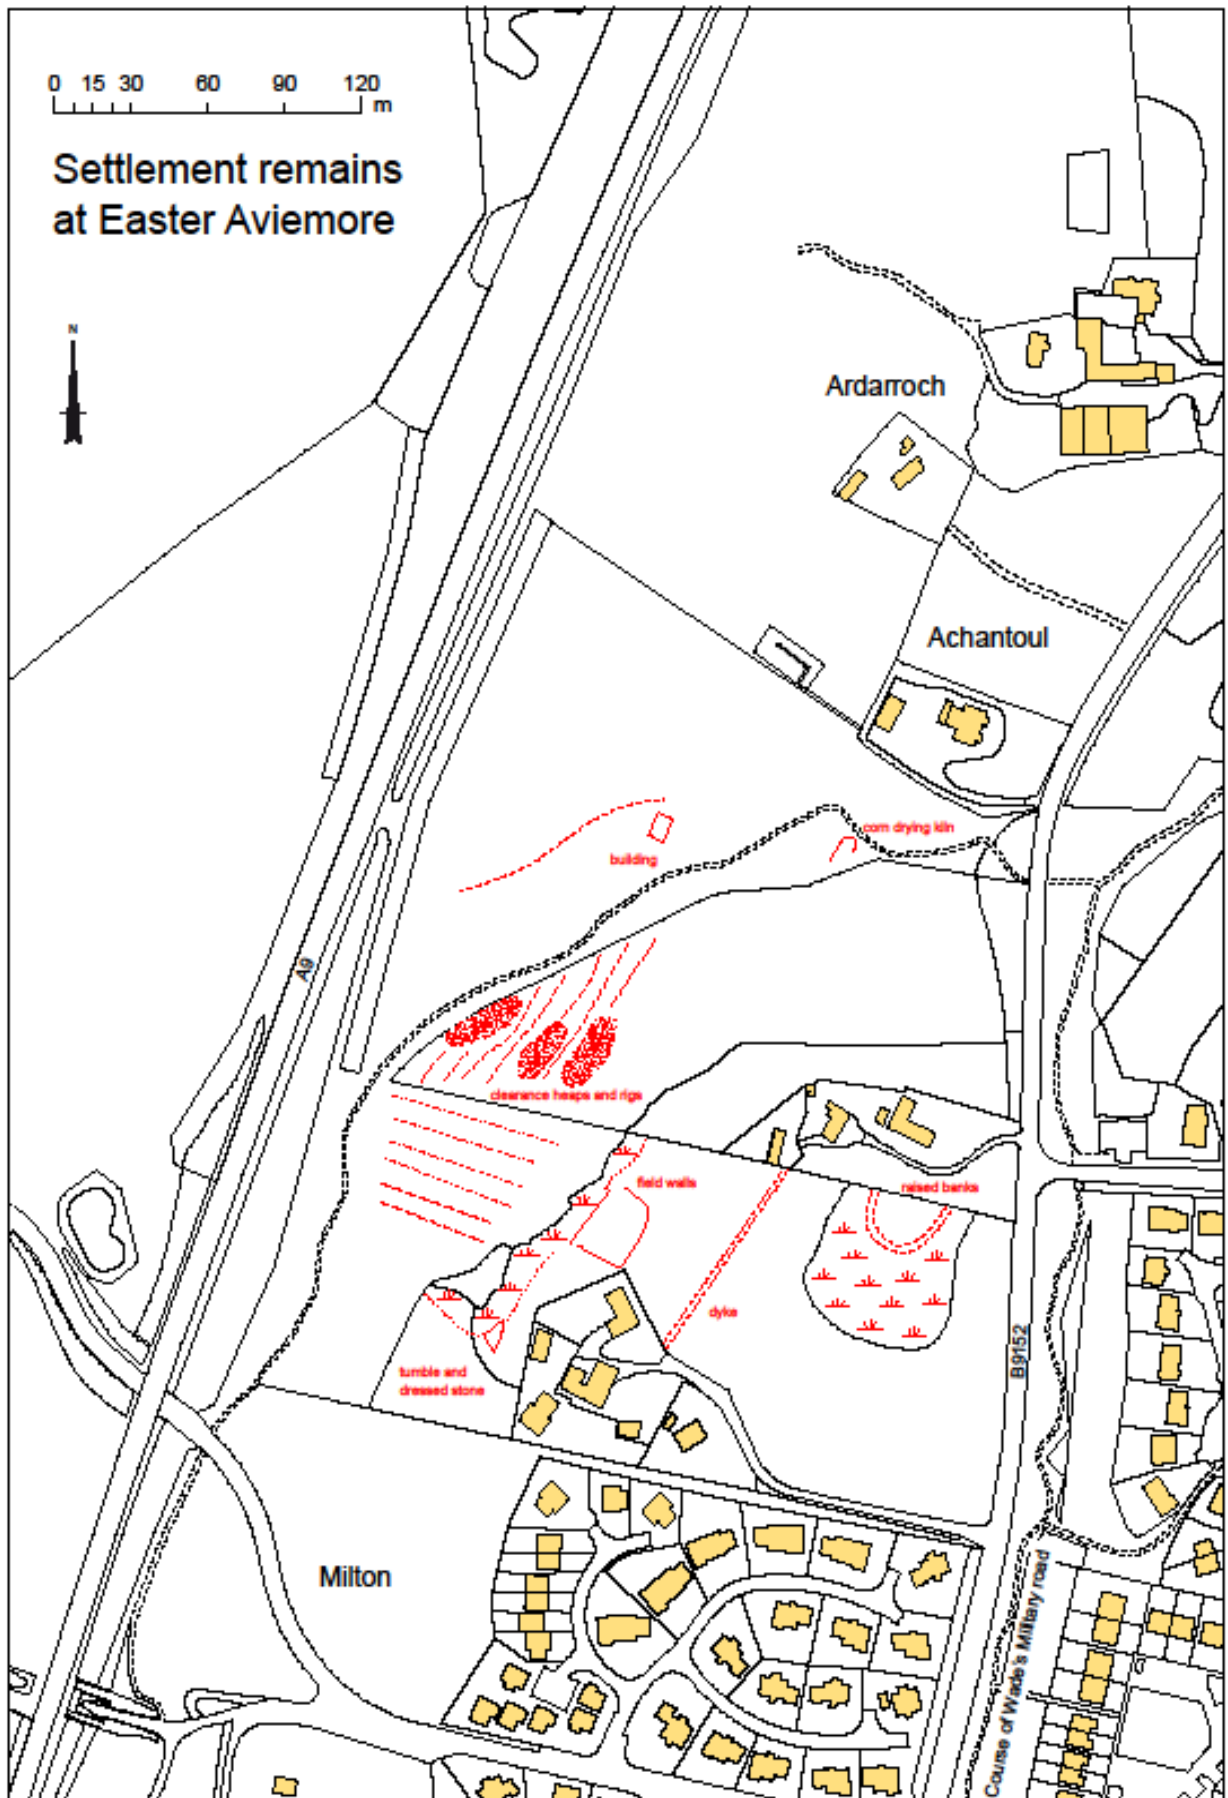 0 15 30 60 90 120
m
Settlement remains
at Easter Aviemore
N
Ardarroch
Achantoul
corn drying kiln
building
A9
clearance heaps and rigs
field walls
raised banks
dyke
B9152
tumble and
dressed stone
Milton
Course of Wade's Military road